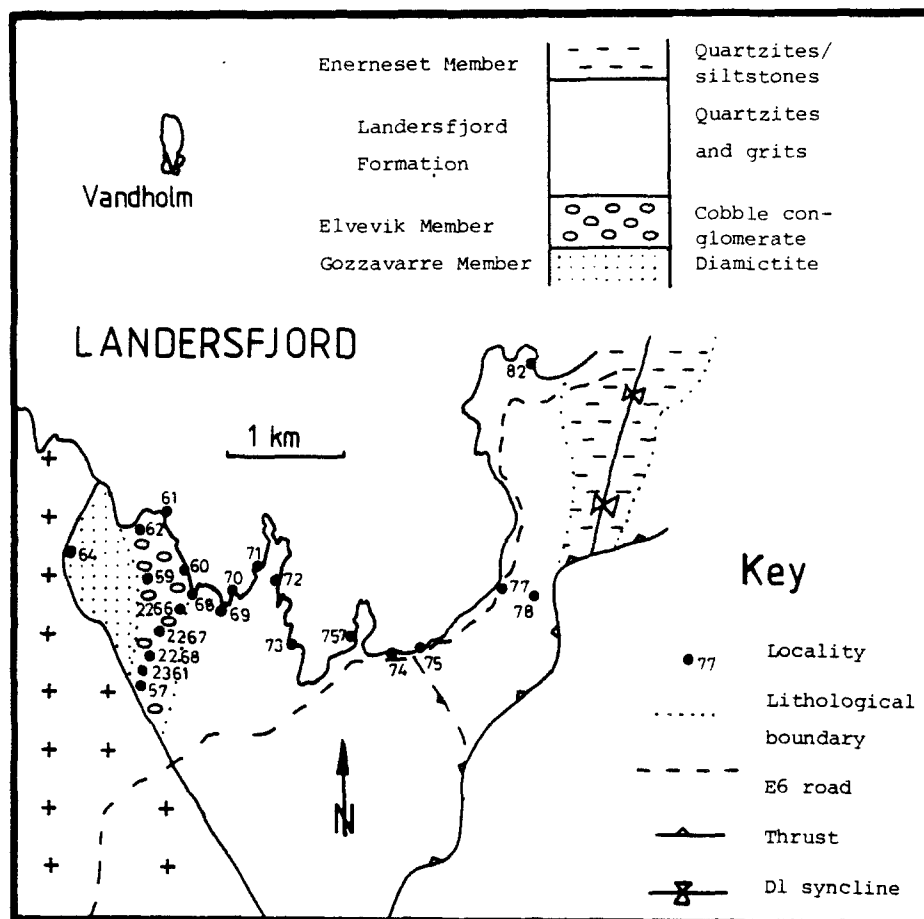 Enerneset Member
Quartzites/
siltstones
Landersfjord
Formation
Quartzites
and grits
Elvevik Member
Cobble con-
glomerate
Gozzavarre Member
Diamictite
Vandholm
LANDERSFJORD
1 km
82
61
62
64
60
59
71
70
72
68
69
2266
2267
2268
2361
57
73
757
74
75
77
78
N
Key
77
Locality
Lithological
boundary
E6 road
Thrust
D1 syncline